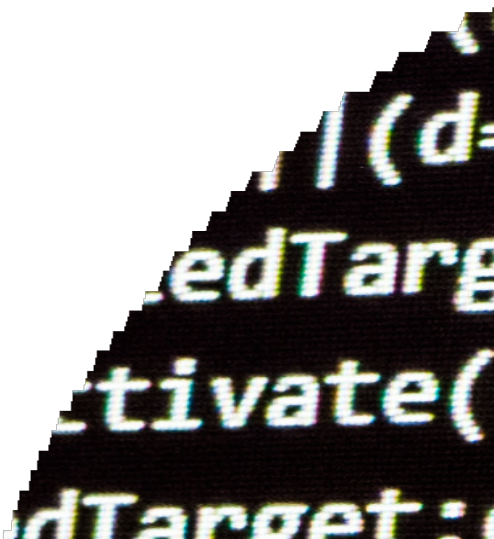 ||(d=
edTarg
tivate(
dTarget: